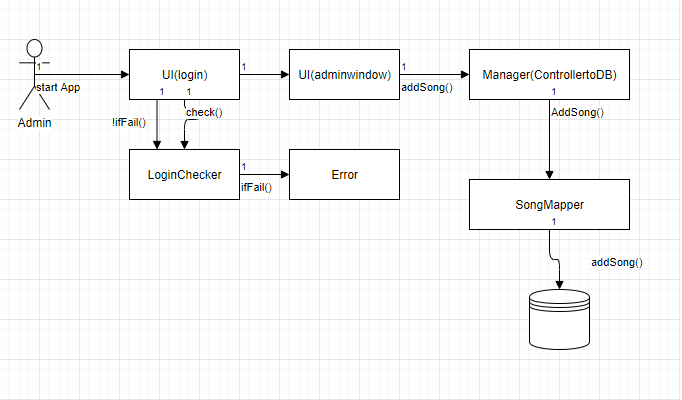 1
start App
Admin
UI(login)
1
1
1
!ifFail()
check()
UI(adminwindow)
1
addSong()
Manager(ControllertoDB)
1
AddSong()
LoginChecker
1
ifFail()
Error
SongMapper
1
addSong()